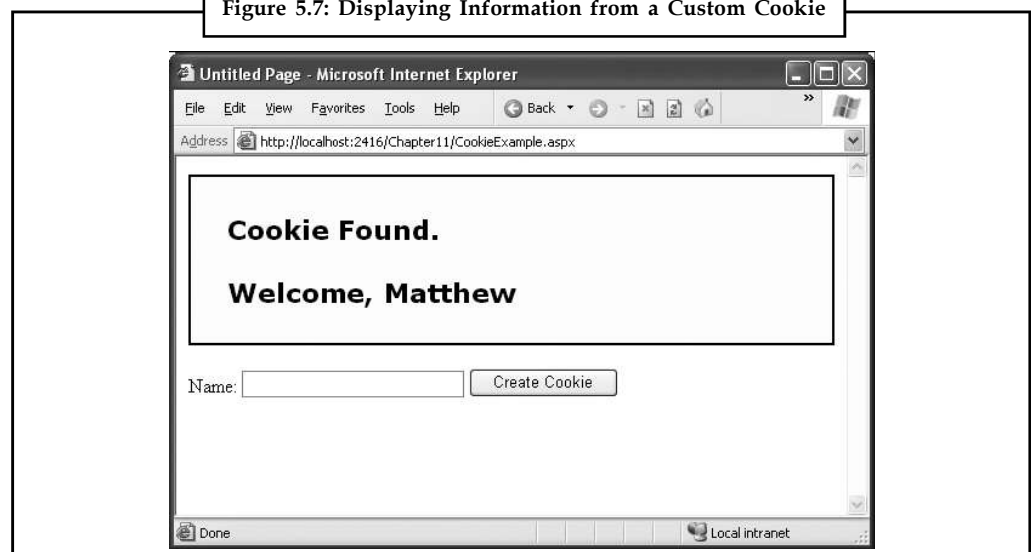 Figure 5.7: Displaying Information from a Custom Cookie
Untitled Page - Microsoft Internet Explorer
File Edit View Favorites Tools Help Back »
Address http://localhost:2416/Chapter11/CookieExample.aspx
Cookie Found.
Welcome, Matthew
Name: Create Cookie
Done Local intranet